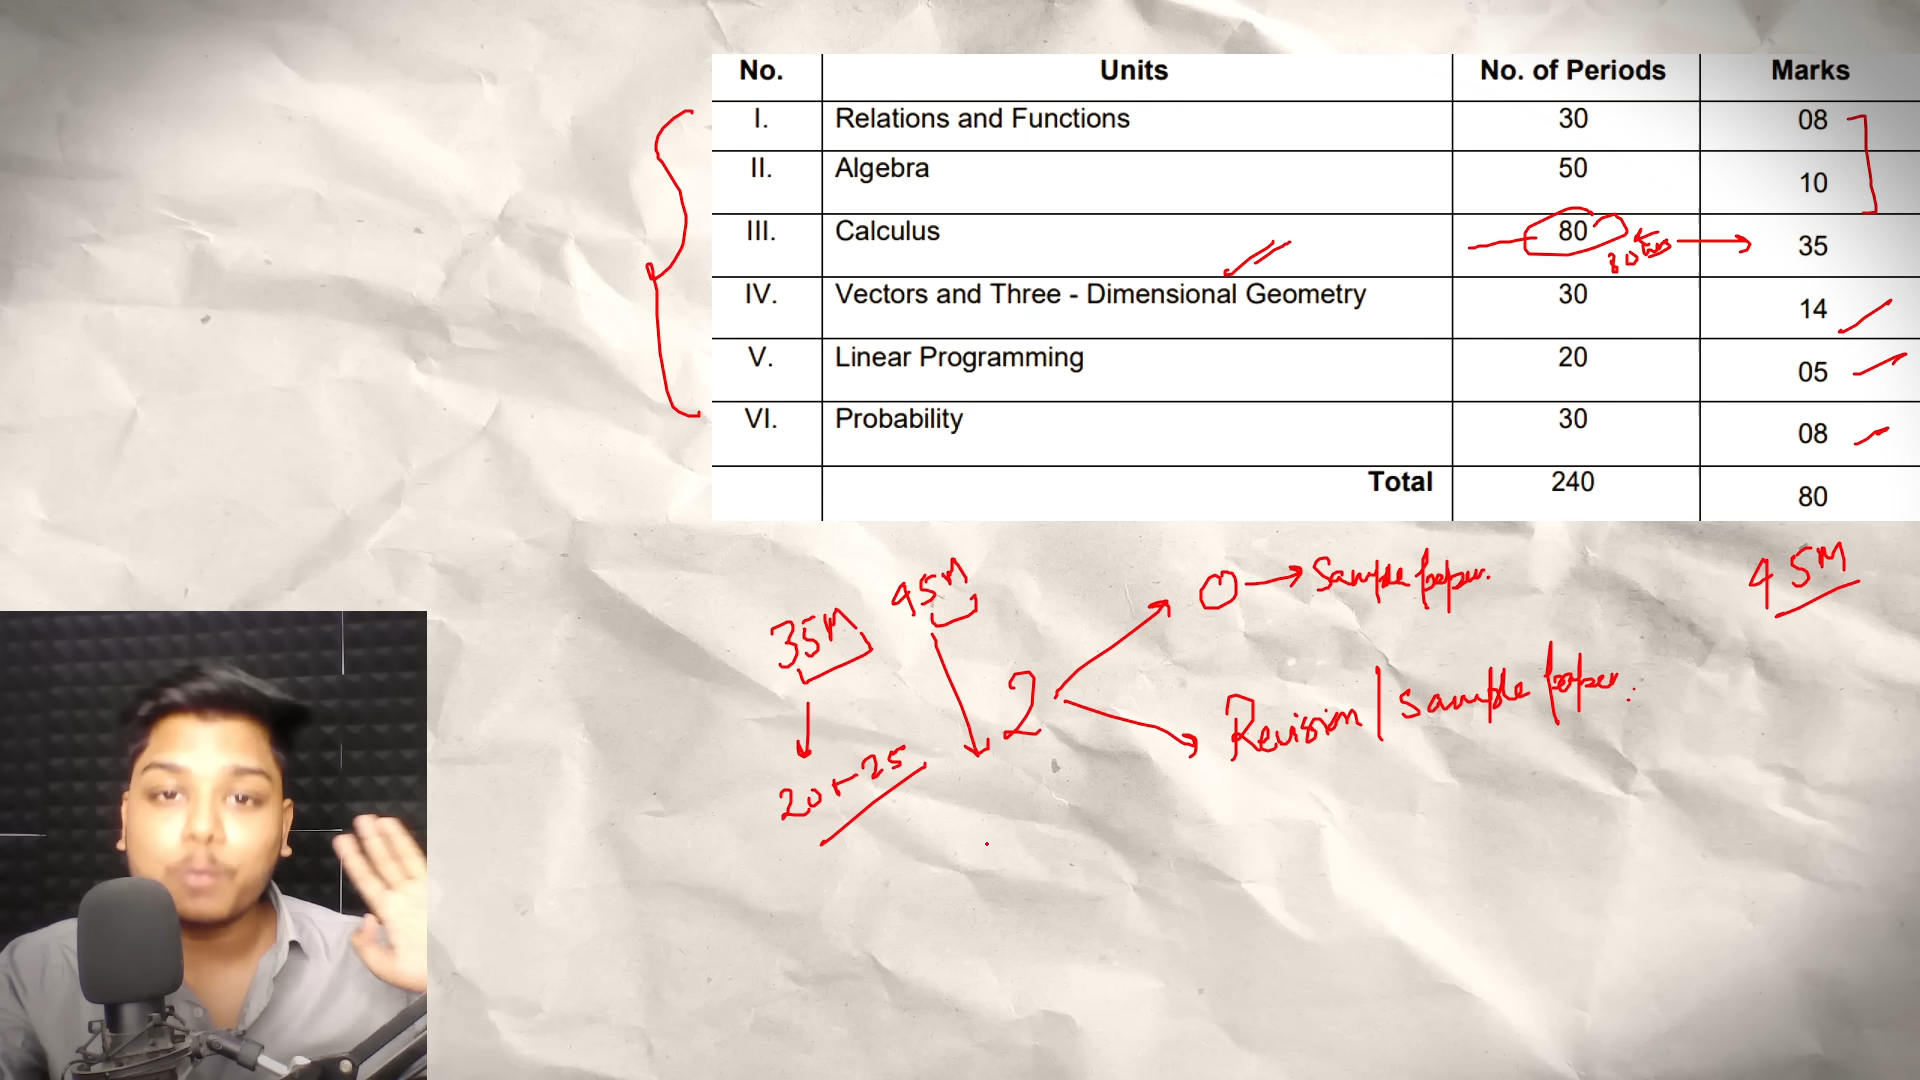 No. Units No. of Periods Marks
I. Relations and Functions 30 08
II. Algebra 50 10
III. Calculus 80 35
IV. Vectors and Three - Dimensional Geometry 30 14
V. Linear Programming 20 05
VI. Probability 30 08
Total 240 80
45M
Sample paper.
45M
35M
2
Revision / sample paper.
20 - 25